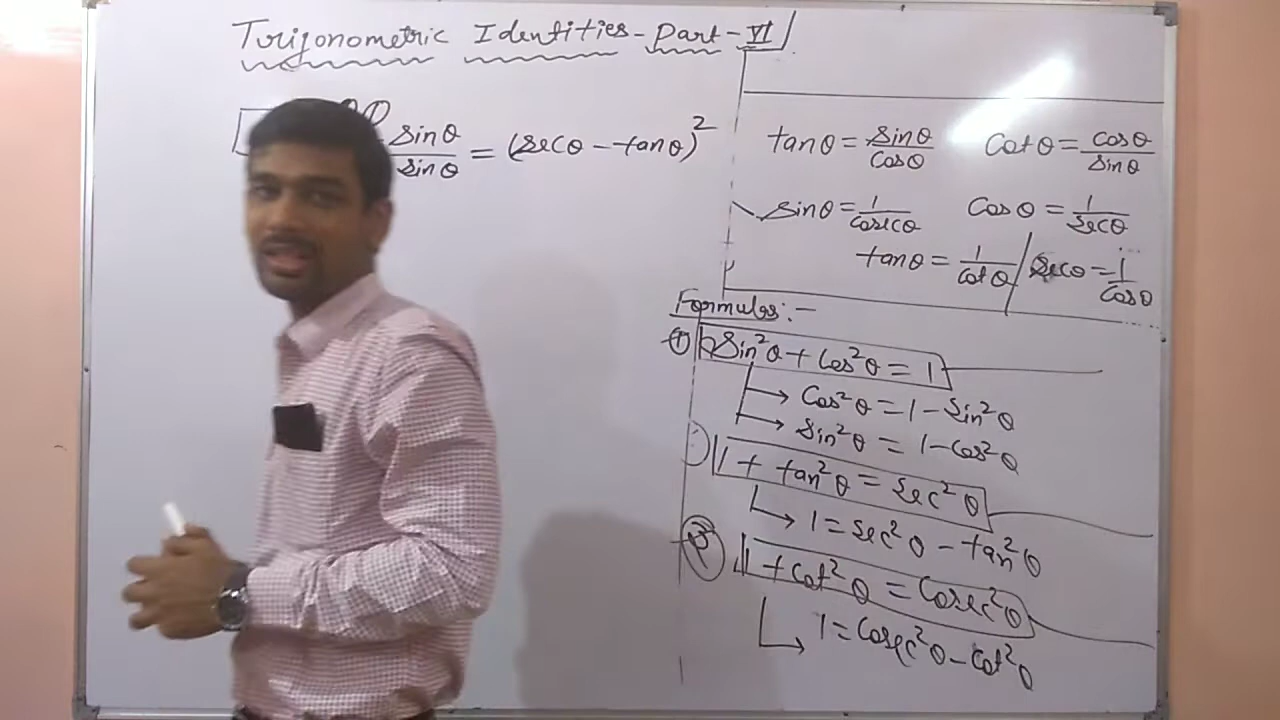 Trigonometric Identities - Part - VI
sinθ/sinθ = (secθ - tanθ)²
tanθ = sinθ/cosθ Cotθ = cosθ/sinθ
sinθ = 1/cosecθ Cosθ = 1/secθ
tanθ = 1/cotθ / secθ = 1/cosθ
Formulas:-
① Sin²θ + Cos²θ = 1
→ Cos²θ = 1 - Sin²θ
→ Sin²θ = 1 - Cos²θ
1 + tan²θ = Sec²θ
→ 1 = Sec²θ - tan²θ
③ 1 + Cot²θ = Cosec²θ
→ 1 = Cosec²θ - Cot²θ